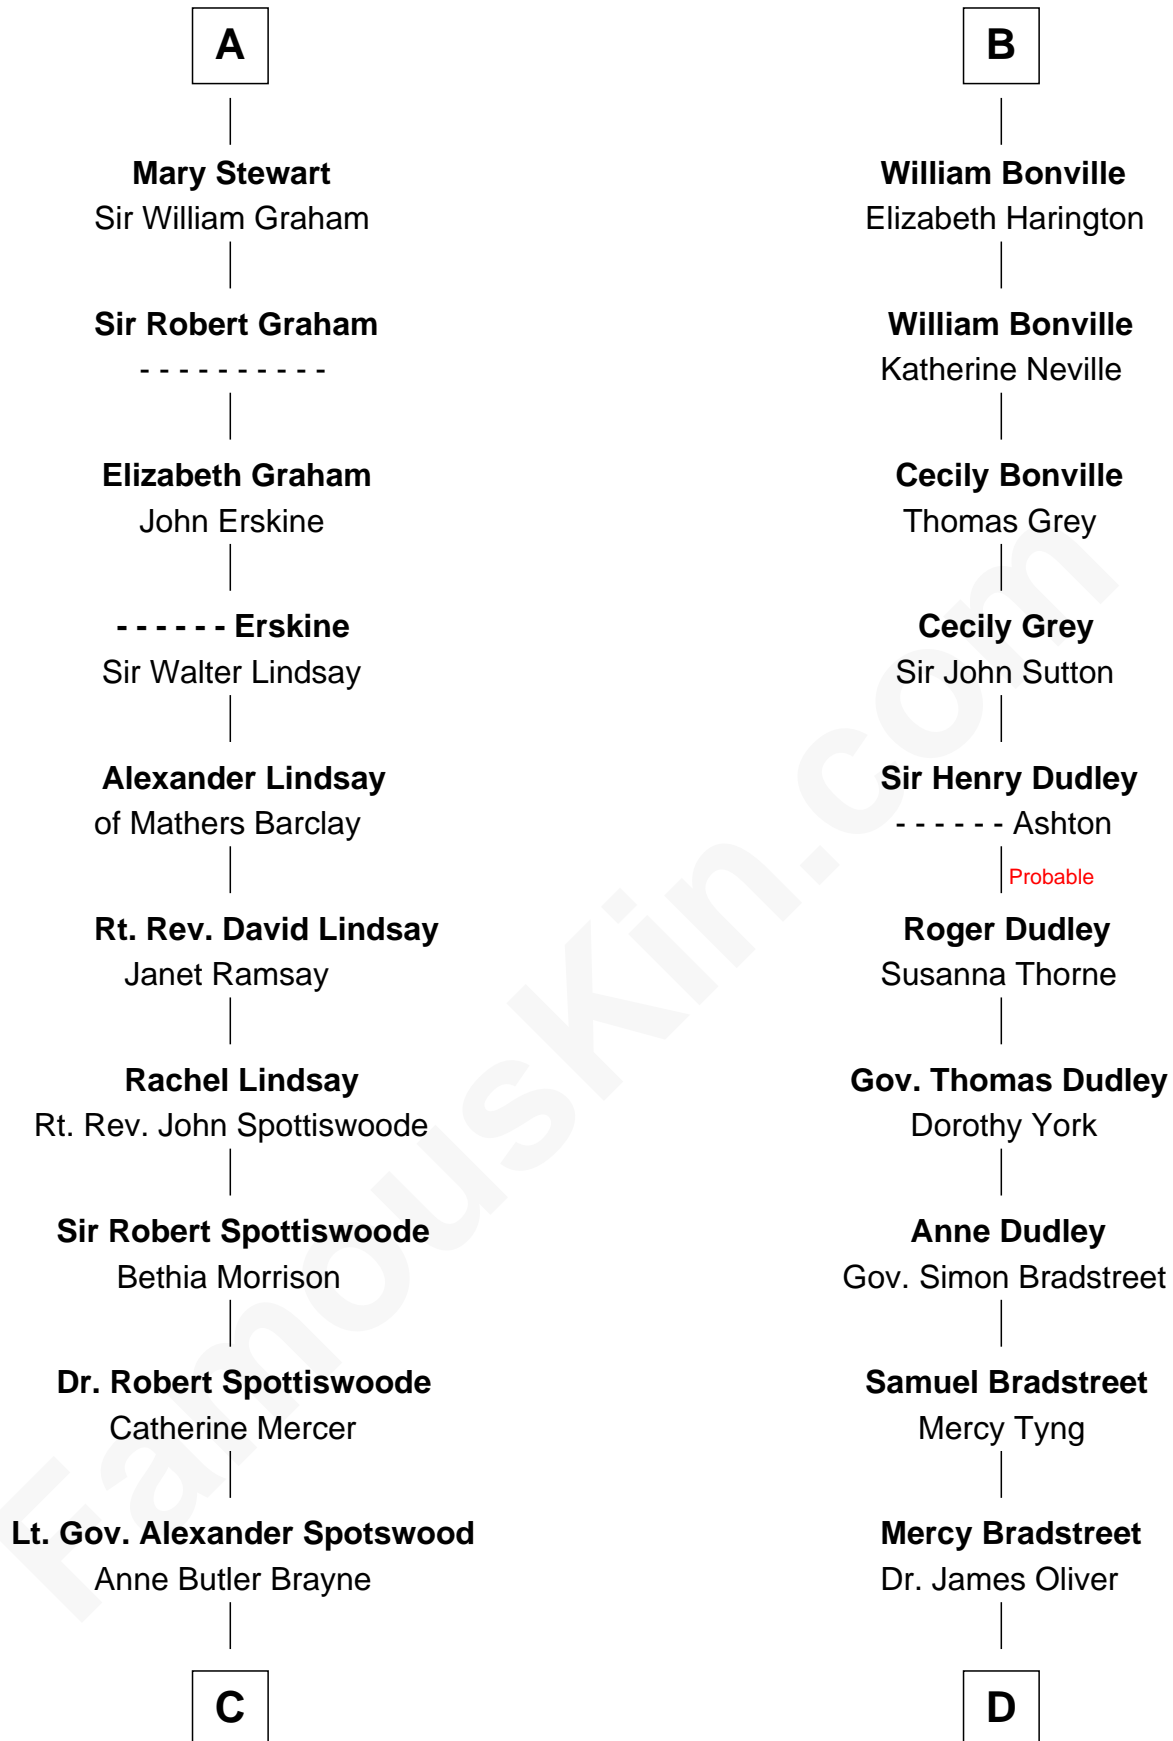 A
Mary Stewart
Sir William Graham
Sir Robert Graham
- - - - - - - - - -
Elizabeth Graham
John Erskine
- - - - - - Erskine
Sir Walter Lindsay
Alexander Lindsay
of Mathers Barclay
Rt. Rev. David Lindsay
Janet Ramsay
Rachel Lindsay
Rt. Rev. John Spottiswoode
Sir Robert Spottiswoode
Bethia Morrison
Dr. Robert Spottiswoode
Catherine Mercer
Lt. Gov. Alexander Spotswood
Anne Butler Brayne
C
B
William Bonville
Elizabeth Harington
William Bonville
Katherine Neville
Cecily Bonville
Thomas Grey
Cecily Grey
Sir John Sutton
Sir Henry Dudley
- - - - - - Ashton
Probable
Roger Dudley
Susanna Thorne
Gov. Thomas Dudley
Dorothy York
Anne Dudley
Gov. Simon Bradstreet
Samuel Bradstreet
Mercy Tyng
Mercy Bradstreet
Dr. James Oliver
D
FamousKin.com